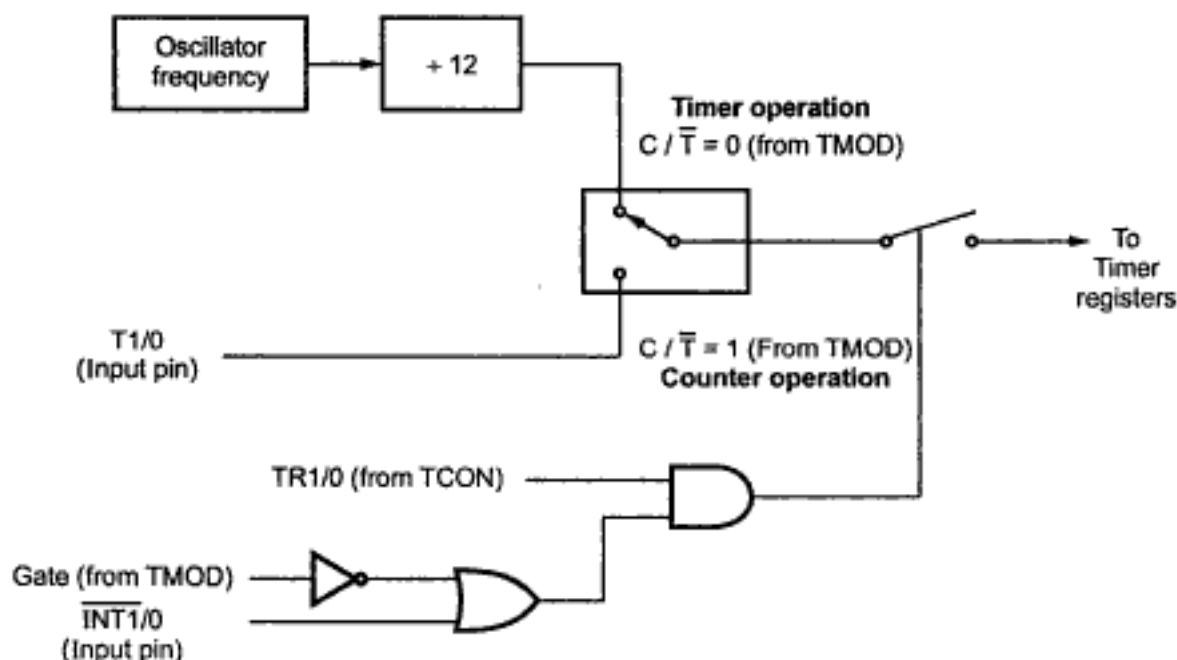 Oscillator
frequency
÷ 12
Timer operation
C / T̅ = 0 (from TMOD)
To
Timer
registers
T1/0
(Input pin)
C / T̅ = 1 (From TMOD)
Counter operation
TR1/0 (from TCON)
Gate (from TMOD)
I̅N̅T̅1̅/0
(Input pin)